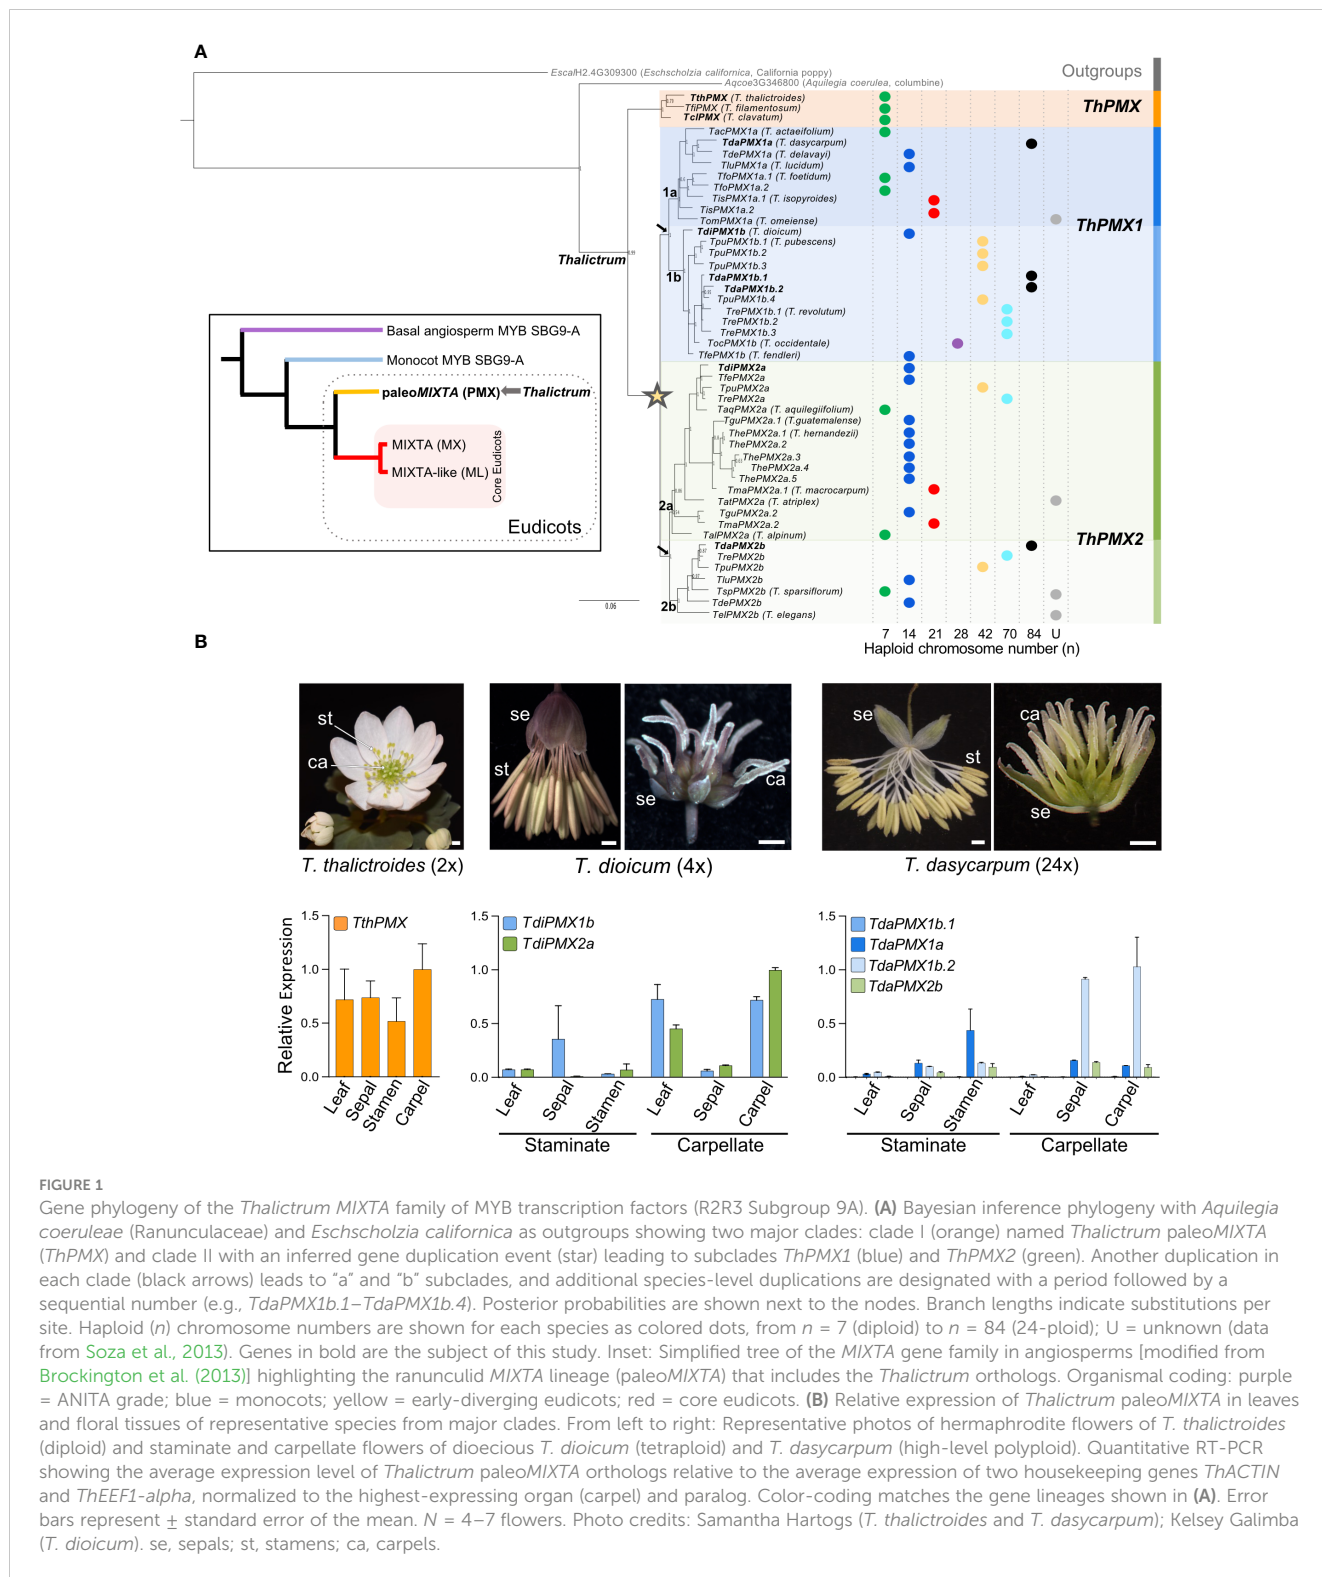 A
EscalH2.4G309300 (Eschscholzia californica, California poppy)
Outgroups
Aqcoe3G346800 (Aquilegia coerulea, columbine)
TthPMX (T. thalictroides)
TfiPMX (T. filamentosum)
TclPMX (T. clavatum)
ThPMX
TacPMX1a (T. actaeifolium)
TdaPMX1a (T. dasycarpum)
TdePMX1a (T. delavayi)
TluPMX1a (T. lucidum)
TfoPMX1a.1 (T. foetidum)
TfoPMX1a.2
TisPMX1a.1 (T. isopyroides)
TisPMX1a.2
TomPMX1a (T. omeiense)
1a
ThPMX1
TdiPMX1b (T. dioicum)
TpuPMX1b.1 (T. pubescens)
TpuPMX1b.2
TpuPMX1b.3
TdaPMX1b.1
TdaPMX1b.2
TpuPMX1b.4
TrePMX1b.1 (T. revolutum)
TrePMX1b.2
TrePMX1b.3
TocPMX1b (T. occidentale)
TfePMX1b (T. fendleri)
1b
Thalictrum
0.99
TdiPMX2a
TfePMX2a
TpuPMX2a
TrePMX2a
TaqPMX2a (T. aquilegiifolium)
TguPMX2a.1 (T.guatemalense)
ThePMX2a.1 (T. hernandezii)
ThePMX2a.2
ThePMX2a.3
ThePMX2a.4
ThePMX2a.5
TmaPMX2a.1 (T. macrocarpum)
TatPMX2a (T. atriplex)
TguPMX2a.2
TmaPMX2a.2
TalPMX2a (T. alpinum)
2a
ThPMX2
TdaPMX2b
TrePMX2b
TpuPMX2b
TluPMX2b
TspPMX2b (T. sparsiflorum)
TdePMX2b
TelPMX2b (T. elegans)
2b
0.06
7 14 21 28 42 70 84 U
Haploid chromosome number (n)
Basal angiosperm MYB SBG9-A
Monocot MYB SBG9-A
paleoMIXTA (PMX)
Thalictrum
MIXTA (MX)
MIXTA-like (ML)
Core Eudicots
Eudicots
B
st
ca
se
st
se
ca
se
st
ca
se
T. thalictroides (2x)
T. dioicum (4x)
T. dasycarpum (24x)
Relative Expression
1.5
1.0
0.5
0.0
TthPMX
Leaf
Sepal
Stamen
Carpel
1.5
1.0
0.5
0.0
TdiPMX1b
TdiPMX2a
Leaf
Sepal
Stamen
Leaf
Sepal
Carpel
Staminate
Carpellate
1.5
1.0
0.5
0.0
TdaPMX1b.1
TdaPMX1a
TdaPMX1b.2
TdaPMX2b
Leaf
Sepal
Stamen
Leaf
Sepal
Carpel
Staminate
Carpellate
FIGURE 1
Gene phylogeny of the Thalictrum MIXTA family of MYB transcription factors (R2R3 Subgroup 9A). (A) Bayesian inference phylogeny with Aquilegia
coeruleae (Ranunculaceae) and Eschscholzia californica as outgroups showing two major clades: clade I (orange) named Thalictrum paleoMIXTA
(ThPMX) and clade II with an inferred gene duplication event (star) leading to subclades ThPMX1 (blue) and ThPMX2 (green). Another duplication in
each clade (black arrows) leads to “a” and “b” subclades, and additional species-level duplications are designated with a period followed by a
sequential number (e.g., TdaPMX1b.1–TdaPMX1b.4). Posterior probabilities are shown next to the nodes. Branch lengths indicate substitutions per
site. Haploid (n) chromosome numbers are shown for each species as colored dots, from n = 7 (diploid) to n = 84 (24-ploid); U = unknown (data
from Soza et al., 2013). Genes in bold are the subject of this study. Inset: Simplified tree of the MIXTA gene family in angiosperms [modified from
Brockington et al. (2013)] highlighting the ranunculid MIXTA lineage (paleoMIXTA) that includes the Thalictrum orthologs. Organismal coding: purple
= ANITA grade; blue = monocots; yellow = early-diverging eudicots; red = core eudicots. (B) Relative expression of Thalictrum paleoMIXTA in leaves
and floral tissues of representative species from major clades. From left to right: Representative photos of hermaphrodite flowers of T. thalictroides
(diploid) and staminate and carpellate flowers of dioecious T. dioicum (tetraploid) and T. dasycarpum (high-level polyploid). Quantitative RT-PCR
showing the average expression level of Thalictrum paleoMIXTA orthologs relative to the average expression of two housekeeping genes ThACTIN
and ThEEF1-alpha, normalized to the highest-expressing organ (carpel) and paralog. Color-coding matches the gene lineages shown in (A). Error
bars represent ± standard error of the mean. N = 4–7 flowers. Photo credits: Samantha Hartogs (T. thalictroides and T. dasycarpum); Kelsey Galimba
(T. dioicum). se, sepals; st, stamens; ca, carpels.